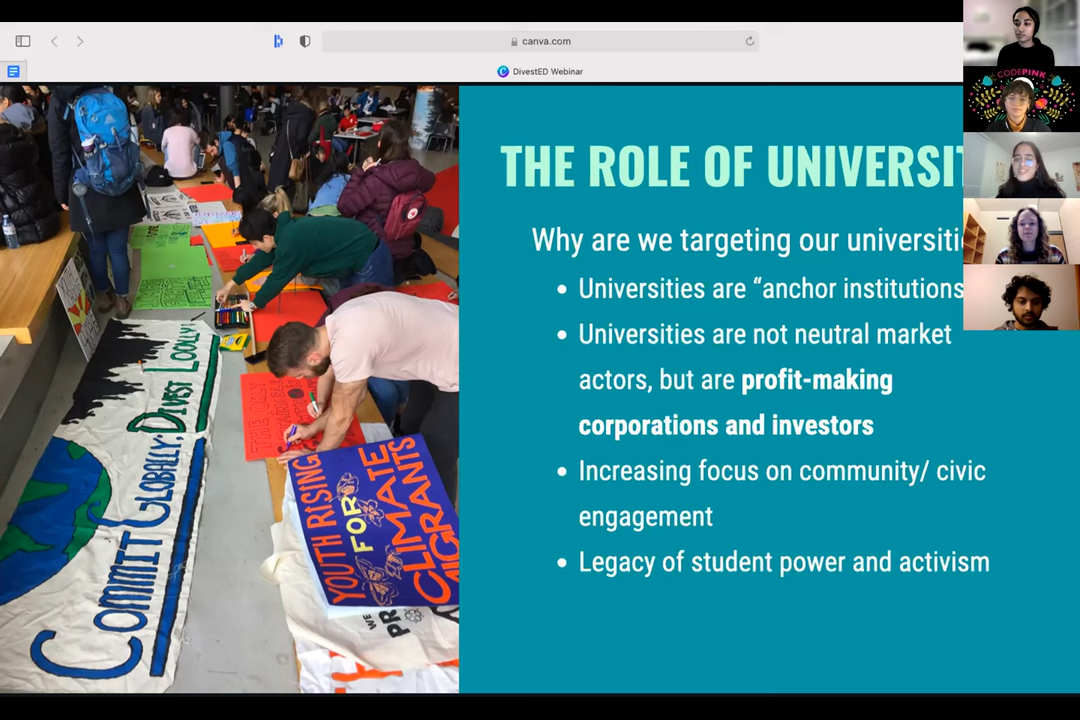 canva.com
DivestED Webinar
CODEPINK
THE ROLE OF UNIVERSIT
Why are we targeting our universitie
Universities are “anchor institutions
Universities are not neutral market
actors, but are profit-making
corporations and investors
Increasing focus on community/ civic
engagement
Legacy of student power and activism
COMMIT GLOBALLY: DIVEST LOCALLY
YOUTH RISING
FOR
CLIMATE
MIGRANTS
WE